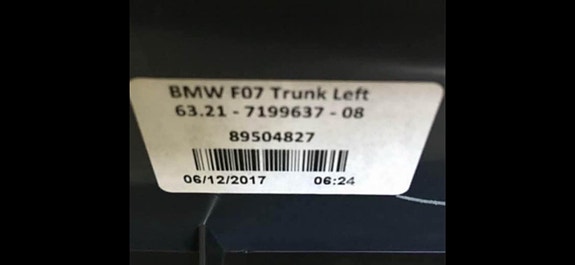 BMW F07 Trunk Left
63.21 - 7199637 - 08
89504827
06/12/2017 06:24